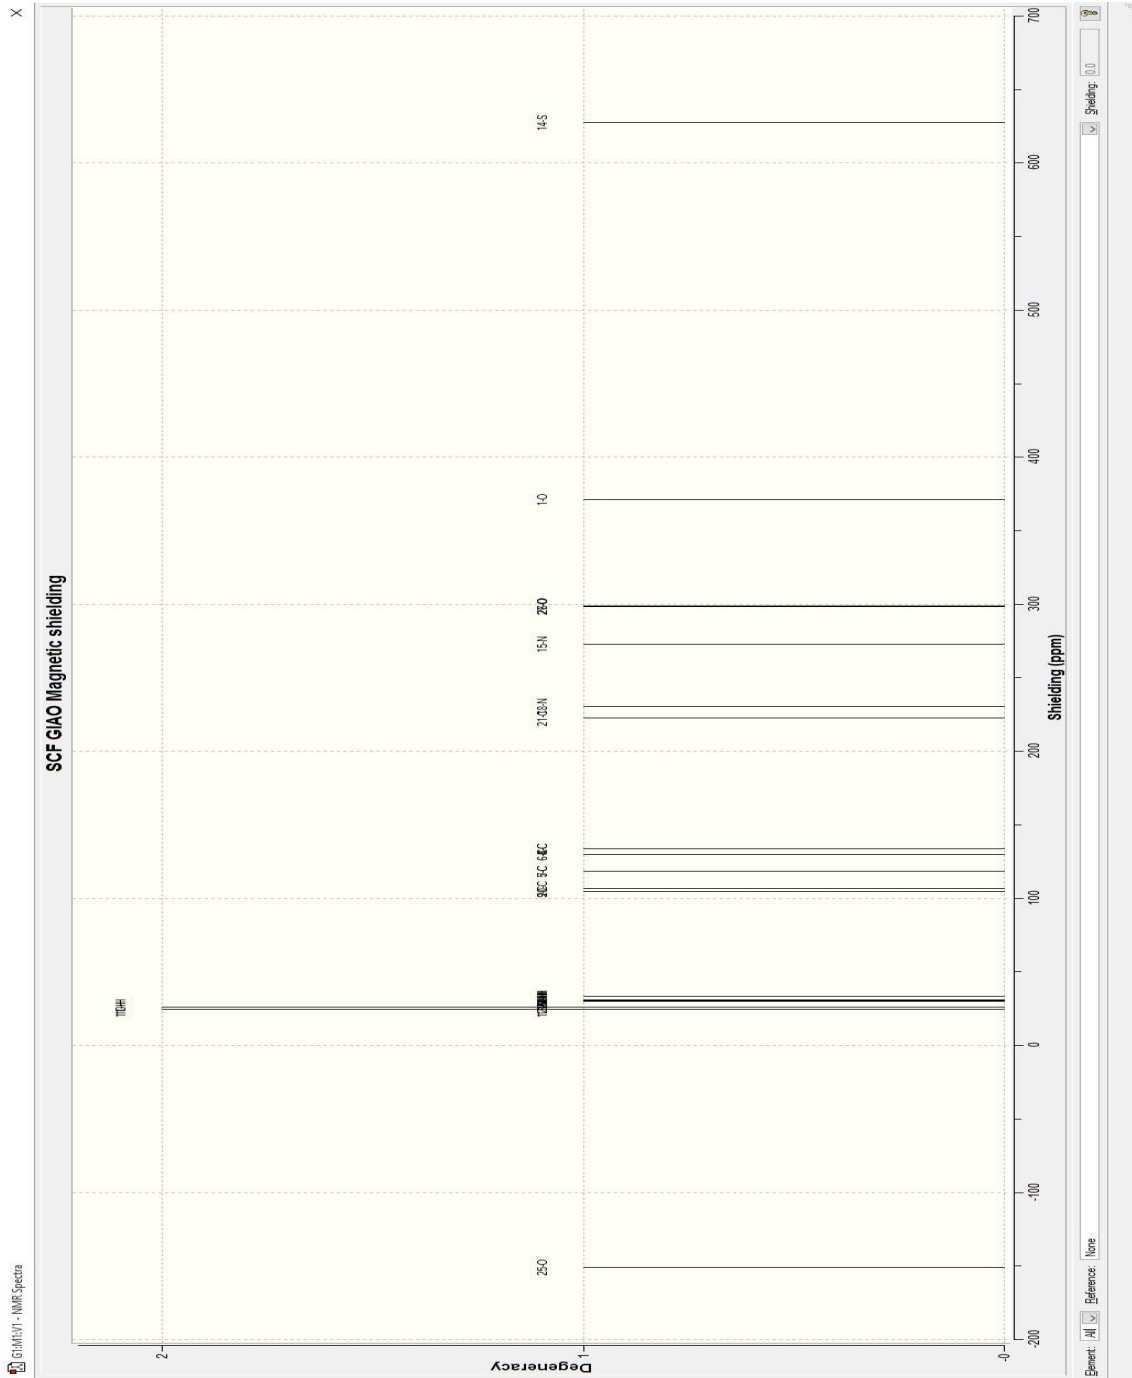 G1:M1:V1 - NMR Spectra
X
SCF GIAO Magnetic shielding
Degeneracy
2
1
-0
25-O
5-C
15-N
1-O
14-S
-200
-100
0
100
200
300
400
500
600
700
Shielding (ppm)
Element: All Reference: None Shielding: 0.0